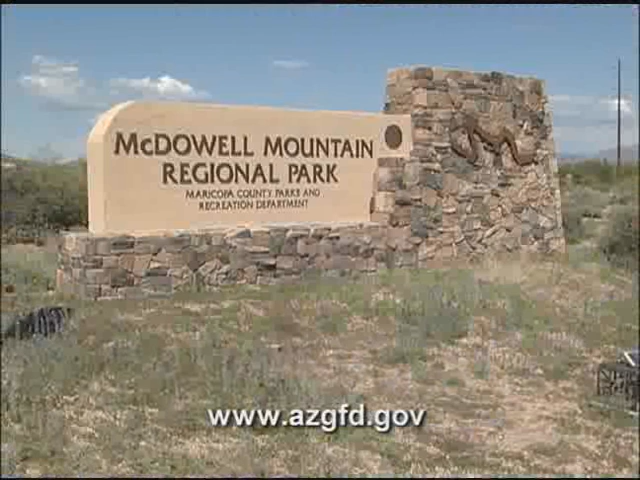 McDOWELL MOUNTAIN
REGIONAL PARK
MARICOPA COUNTY PARKS AND
RECREATION DEPARTMENT
www.azgfd.gov